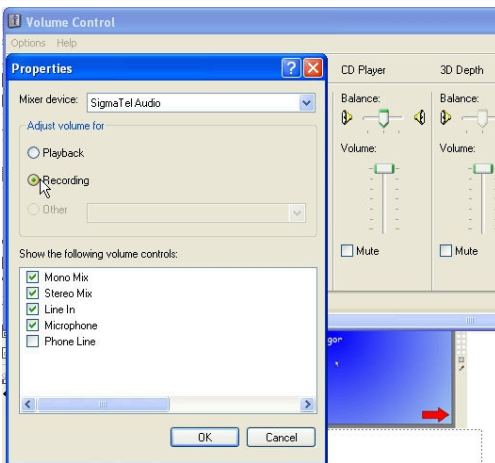 Volume Control
Options Help
Properties
Mixer device: SigmaTel Audio
Adjust volume for
Playback
Recording
Other
Show the following volume controls:
Mono Mix
Stereo Mix
Line In
Microphone
Phone Line
OK Cancel
CD Player 3D Depth
Balance: Balance:
Volume: Volume:
Mute Mute
gor